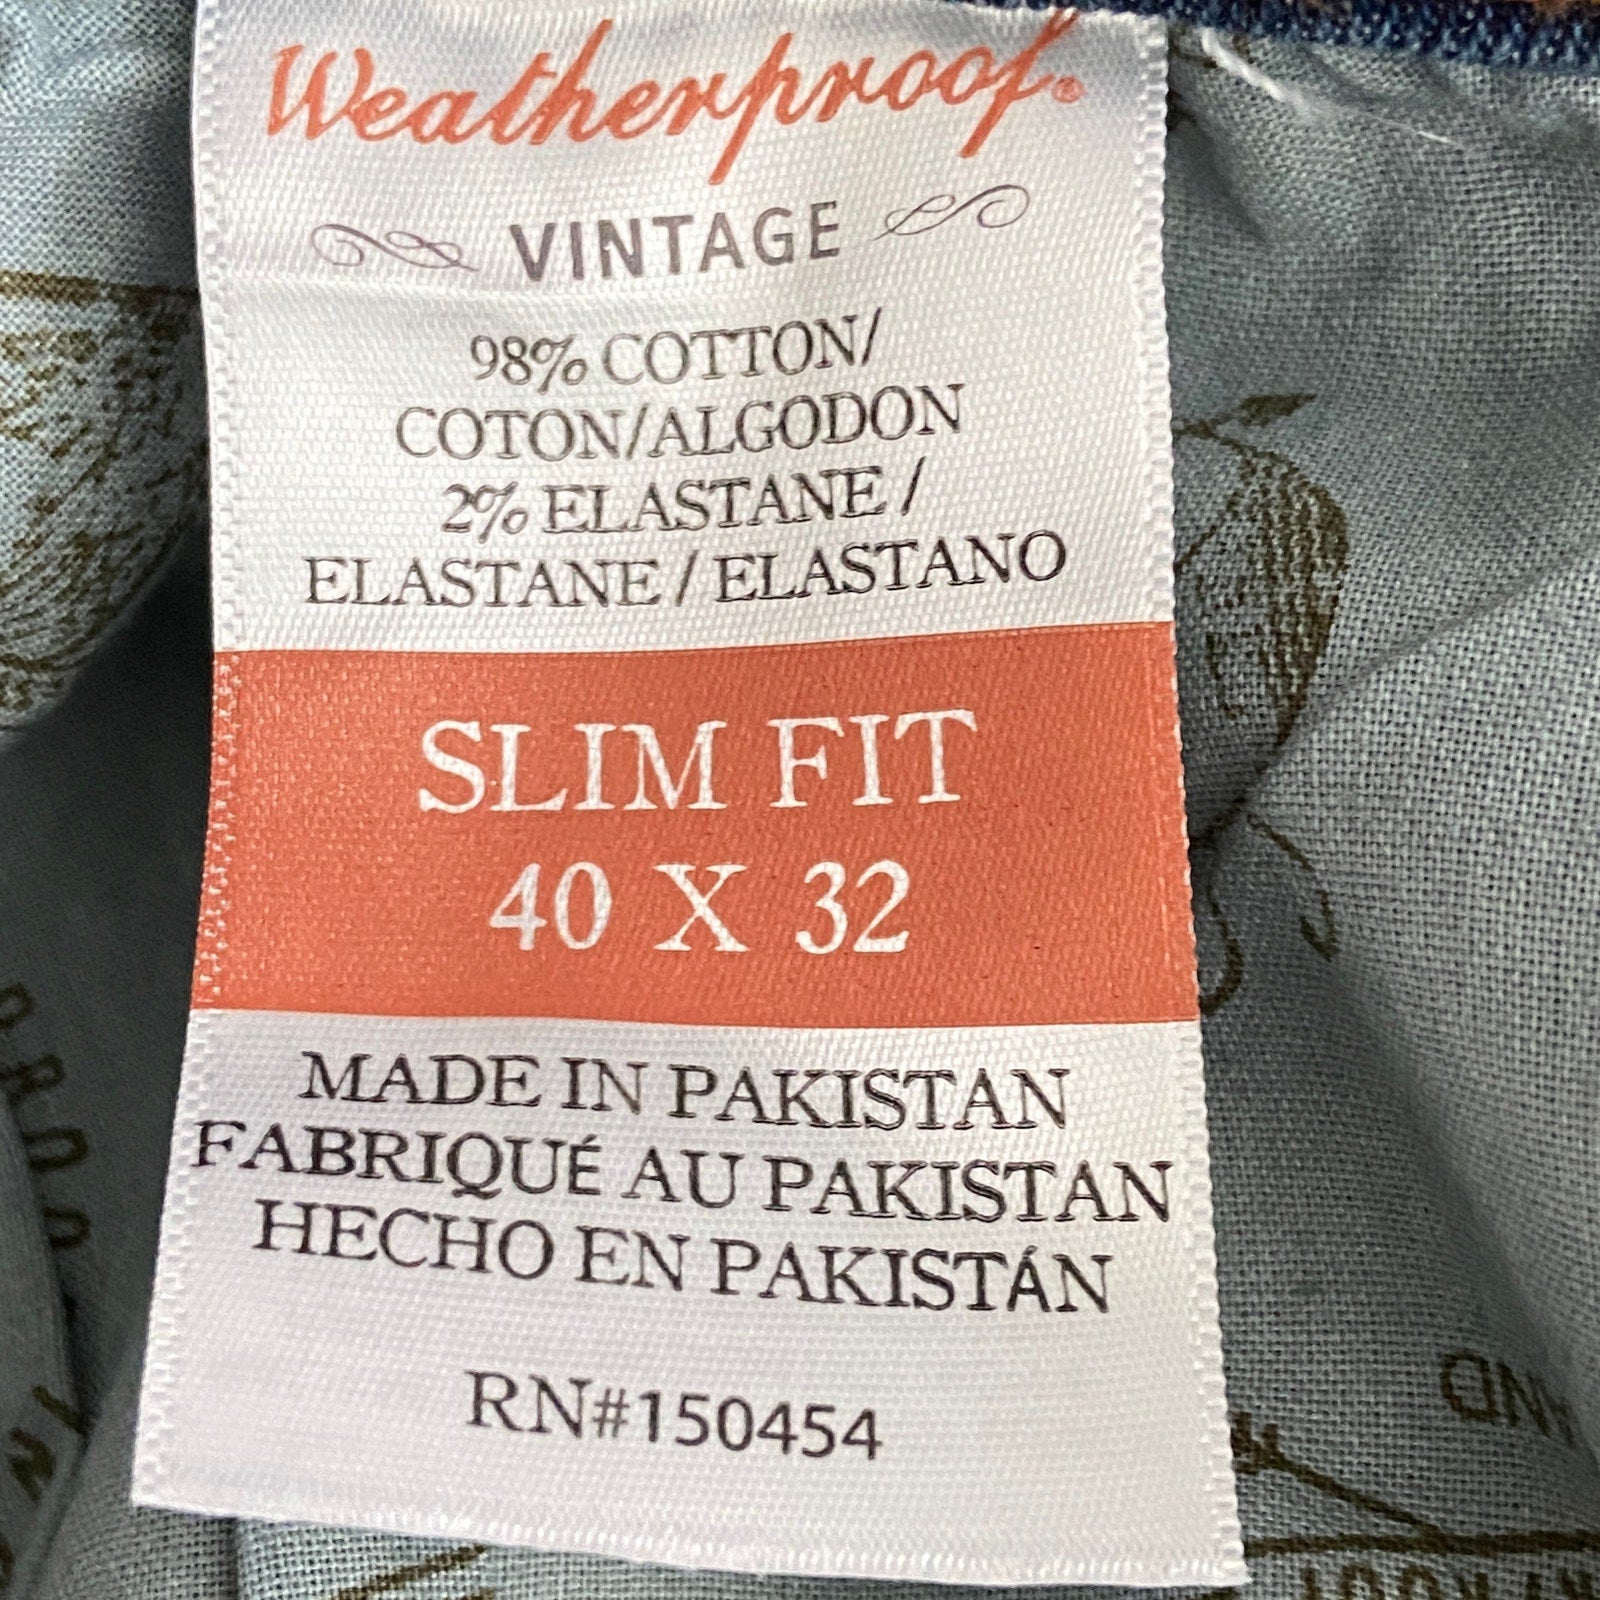 Weatherproof®
VINTAGE
98% COTTON/
COTON/ALGODON
2% ELASTANE /
ELASTANE / ELASTANO
SLIM FIT
40 X 32
MADE IN PAKISTAN
FABRIQUÉ AU PAKISTAN
HECHO EN PAKISTÁN
RN#150454